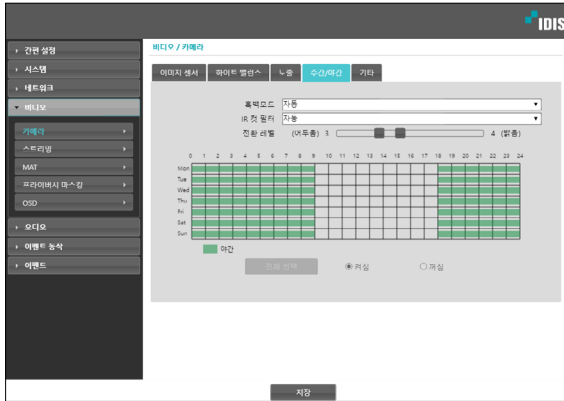 IDIS
비디오 / 카메라
간편 설정
시스템
네트워크
비디오
카메라
스트리밍
MAT
프라이버시 마스킹
OSD
오디오
이벤트 동작
이벤트
이미지 센서 화이트 밸런스 노출 주간/야간 기타
흑백모드 자동
IR 컷 필터 자동
전환 레벨 (어두움) 3 4 (밝음)
0 1 2 3 4 5 6 7 8 9 10 11 12 13 14 15 16 17 18 19 20 21 22 23 24
Mon
Tue
Wed
Thu
Fri
Sat
Sun
야간
전체 선택 켜짐 꺼짐
저장